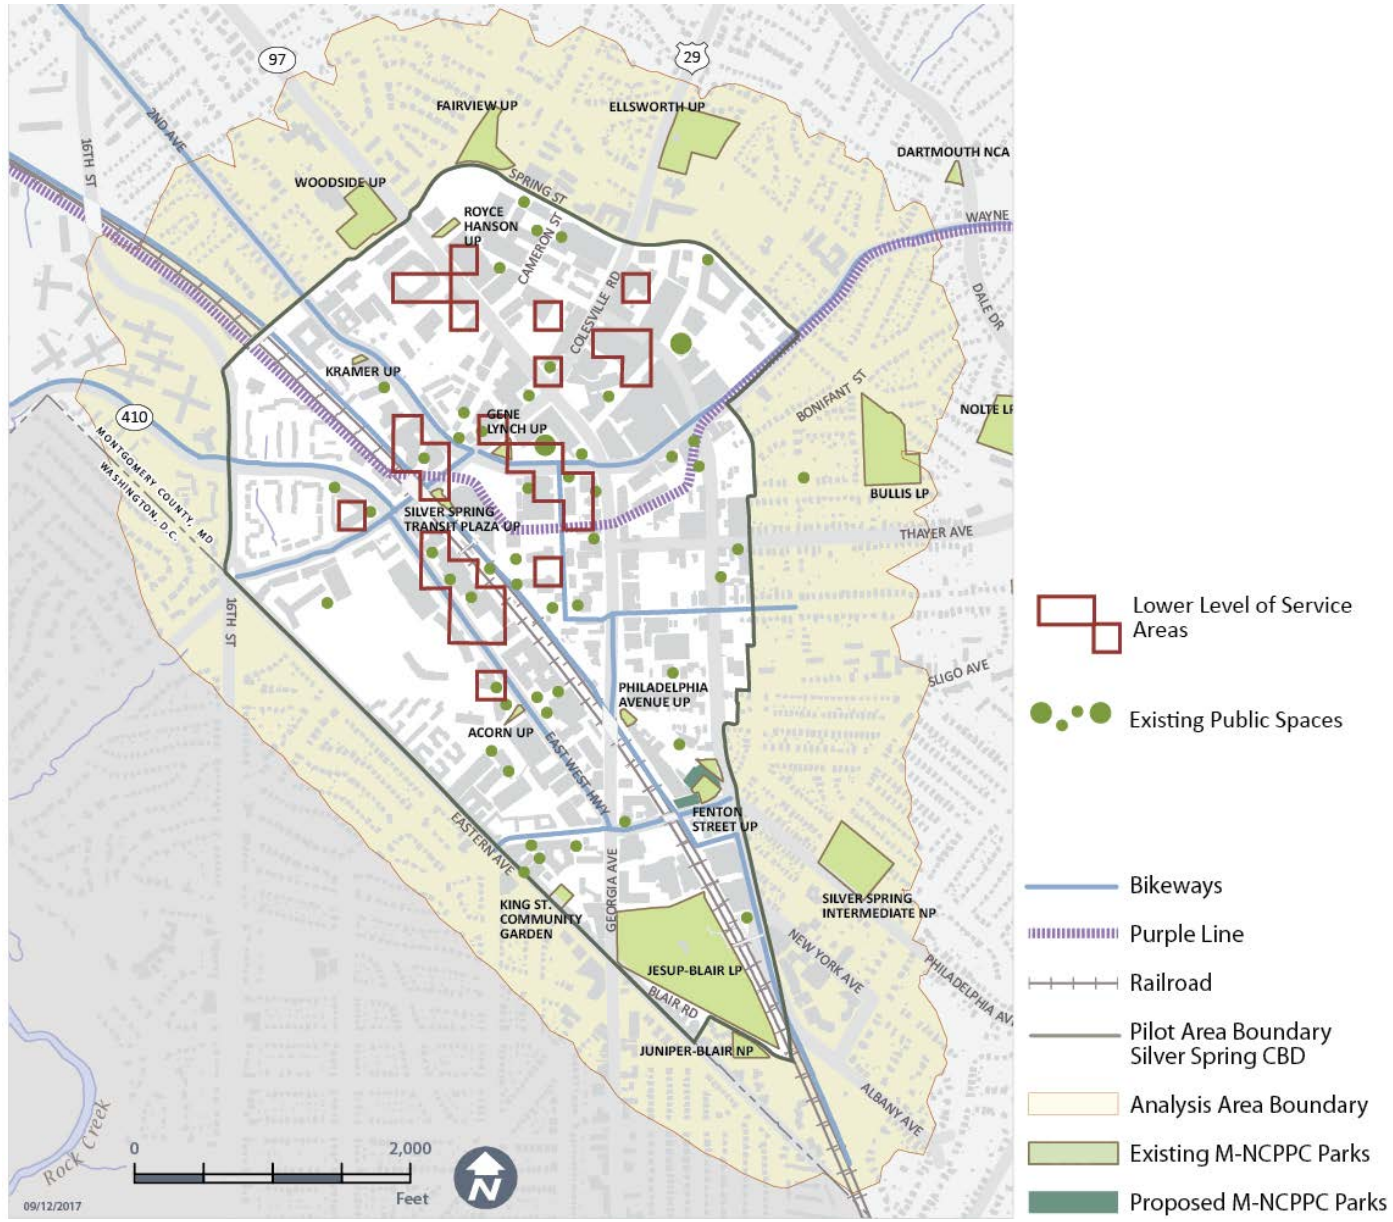 97
29
FAIRVIEW UP
ELLSWORTH UP
2ND AVE
16TH ST
DARTMOUTH NCA
WOODSIDE UP
SPRING ST
ROYCE
HANSON
UP
CAMERON ST
WAYNE
COLESVILLE RD
DALE DR
KRAMER UP
BONIFANT ST
410
GENE
LYNCH UP
NOLTE LP
MONTGOMERY COUNTY, MD
WASHINGTON, D.C.
BULLIS LP
SILVER SPRING
TRANSIT PLAZA UP
THAYER AVE
16TH ST
SLIGO AVE
PHILADELPHIA
AVENUE UP
ACORN UP
EAST WEST HWY
FENTON
STREET UP
EASTERN AVE
GEORGIA AVE
SILVER SPRING
INTERMEDIATE NP
KING ST.
COMMUNITY
GARDEN
NEW YORK AVE
PHILADELPHIA AV
JESUP-BLAIR LP
BLAIR RD
JUNIPER-BLAIR NP
ALBANY AVE
Rock Creek
0
2,000
Feet
N
09/12/2017
Lower Level of Service
Areas
Existing Public Spaces
Bikeways
Purple Line
Railroad
Pilot Area Boundary
Silver Spring CBD
Analysis Area Boundary
Existing M-NCPPC Parks
Proposed M-NCPPC Parks